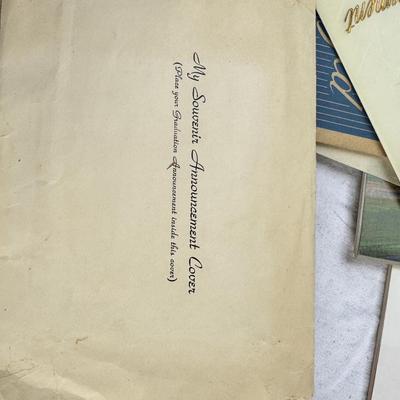 My Souvenir Announcement Cover
(Place your Graduation Announcement inside this cover)